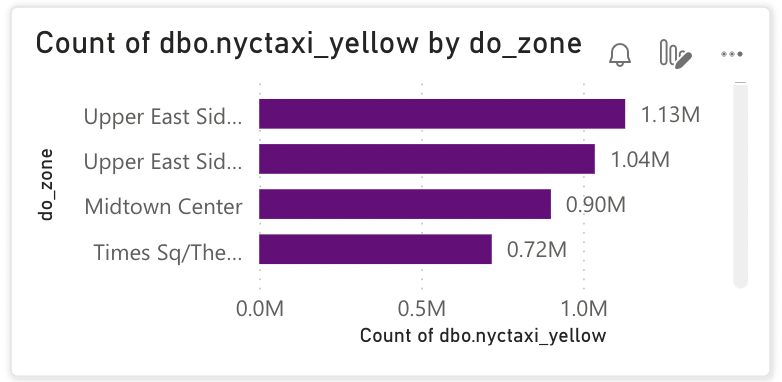 Count of dbo.nyctaxi_yellow by do_zone
do_zone
Upper East Sid... 1.13M
Upper East Sid... 1.04M
Midtown Center 0.90M
Times Sq/The... 0.72M
0.0M 0.5M 1.0M
Count of dbo.nyctaxi_yellow